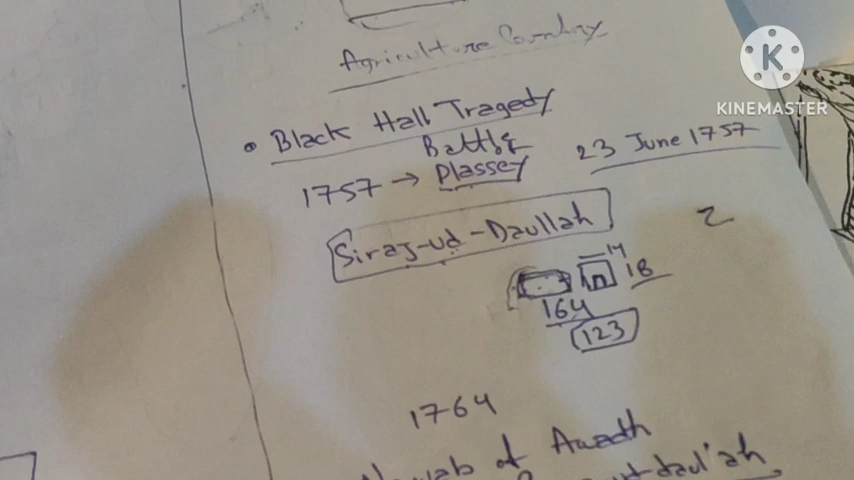 Agriculture Country
• Black Hall Tragedy
Battle
1757 → Plassey
23 June 1757
Siraj-ud-Daullah
2
14
18
164
123
1764
Nawab of Awadh
K
KINEMASTER